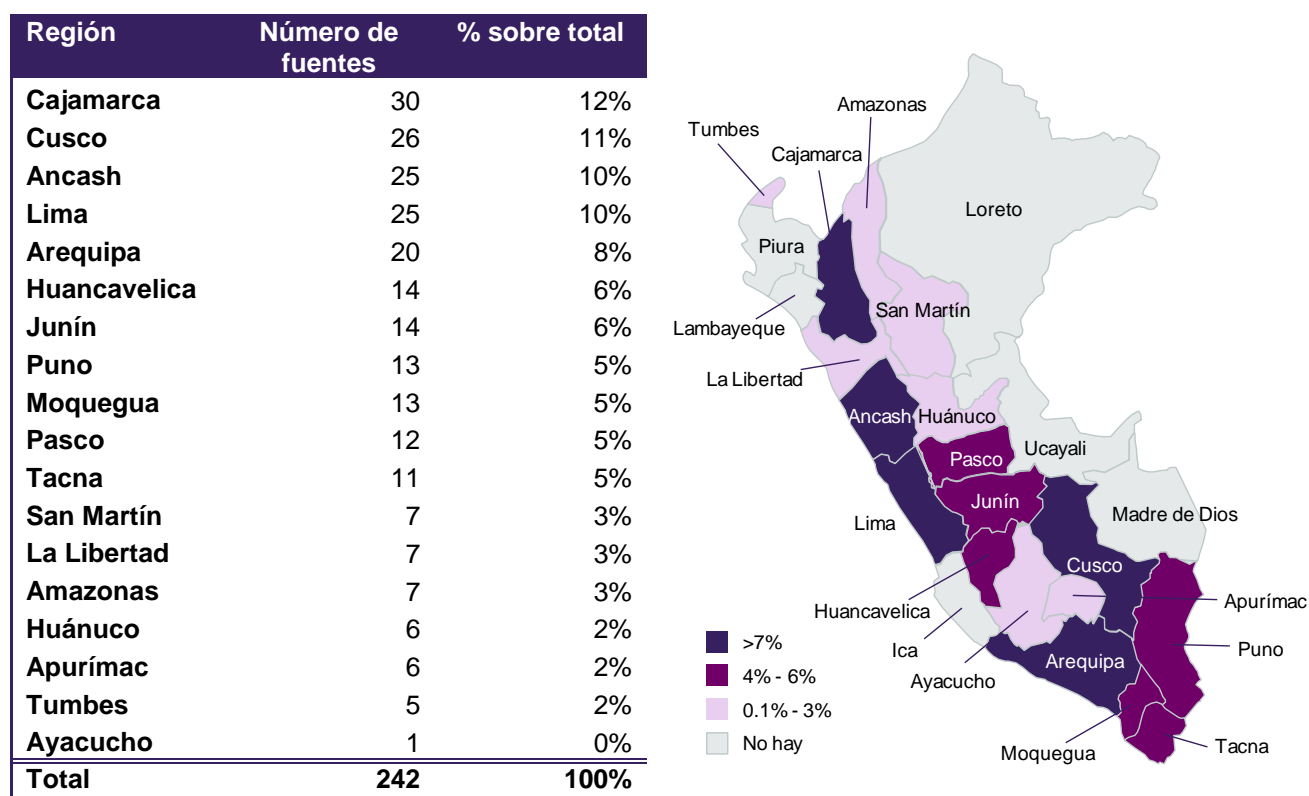 Región Número de fuentes % sobre total
Cajamarca 30 12%
Cusco 26 11%
Ancash 25 10%
Lima 25 10%
Arequipa 20 8%
Huancavelica 14 6%
Junín 14 6%
Puno 13 5%
Moquegua 13 5%
Pasco 12 5%
Tacna 11 5%
San Martín 7 3%
La Libertad 7 3%
Amazonas 7 3%
Huánuco 6 2%
Apurímac 6 2%
Tumbes 5 2%
Ayacucho 1 0%
Total 242 100%
Amazonas
Tumbes
Cajamarca
Loreto
Piura
San Martín
Lambayeque
La Libertad
Ancash
Huánuco
Ucayali
Pasco
Junín
Madre de Dios
Lima
Cusco
Huancavelica
Apurímac
Ica
Puno
Arequipa
Ayacucho
Moquegua
Tacna
>7%
4% - 6%
0.1% - 3%
No hay